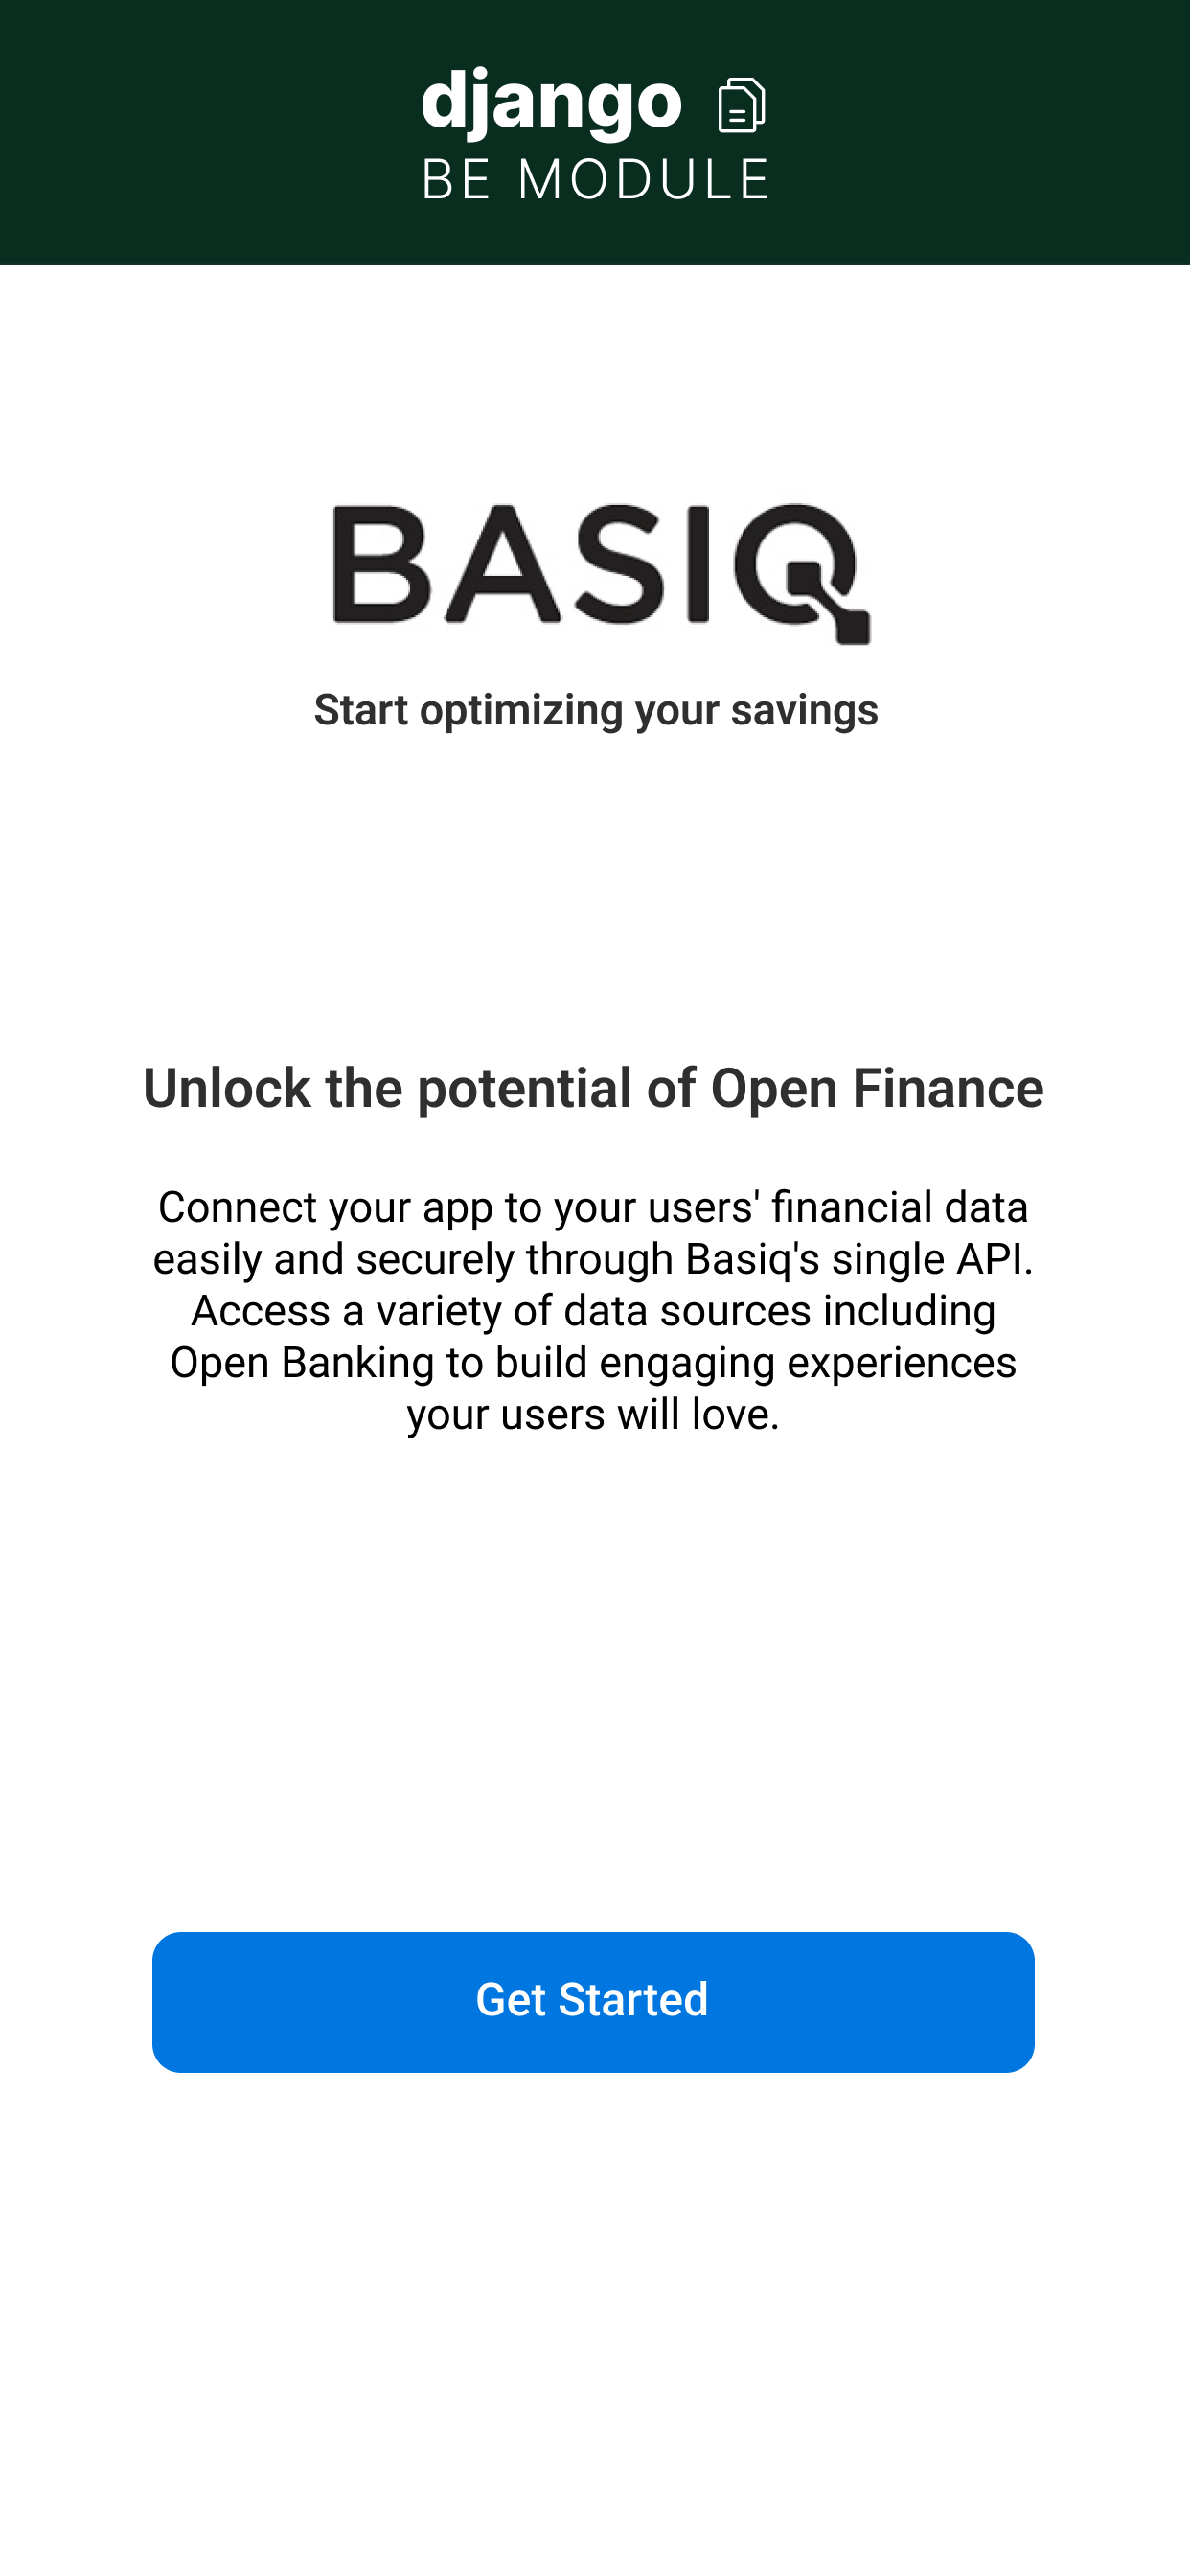 django
BE MODULE
BASIQ
Start optimizing your savings
Unlock the potential of Open Finance
Connect your app to your users' financial data
easily and securely through Basiq's single API.
Access a variety of data sources including
Open Banking to build engaging experiences
your users will love.
Get Started